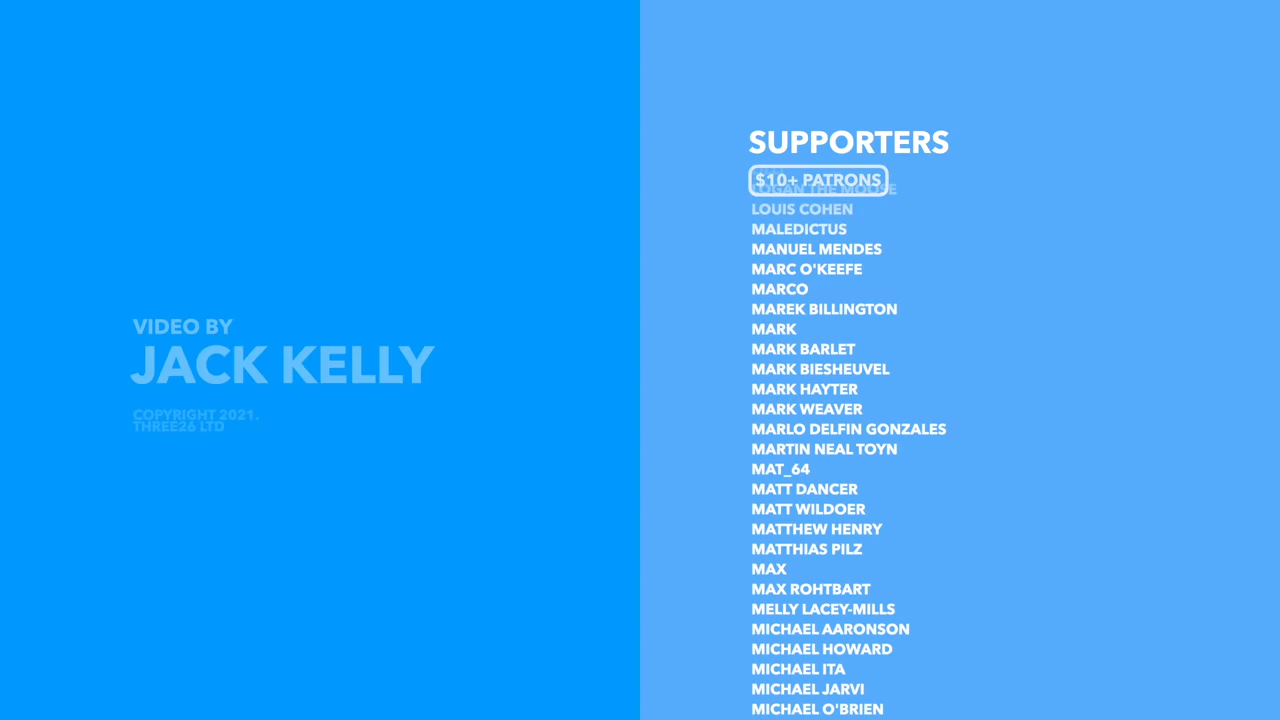 VIDEO BY
JACK KELLY
COPYRIGHT 2021.
THREE26 LTD
SUPPORTERS
$10+ PATRONS
LOGAN THE MOOSE
LOUIS COHEN
MALEDICTUS
MANUEL MENDES
MARC O'KEEFE
MARCO
MAREK BILLINGTON
MARK
MARK BARLET
MARK BIESHEUVEL
MARK HAYTER
MARK WEAVER
MARLO DELFIN GONZALES
MARTIN NEAL TOYN
MAT_64
MATT DANCER
MATT WILDOER
MATTHEW HENRY
MATTHIAS PILZ
MAX
MAX ROHTBART
MELLY LACEY-MILLS
MICHAEL AARONSON
MICHAEL HOWARD
MICHAEL ITA
MICHAEL JARVI
MICHAEL O'BRIEN